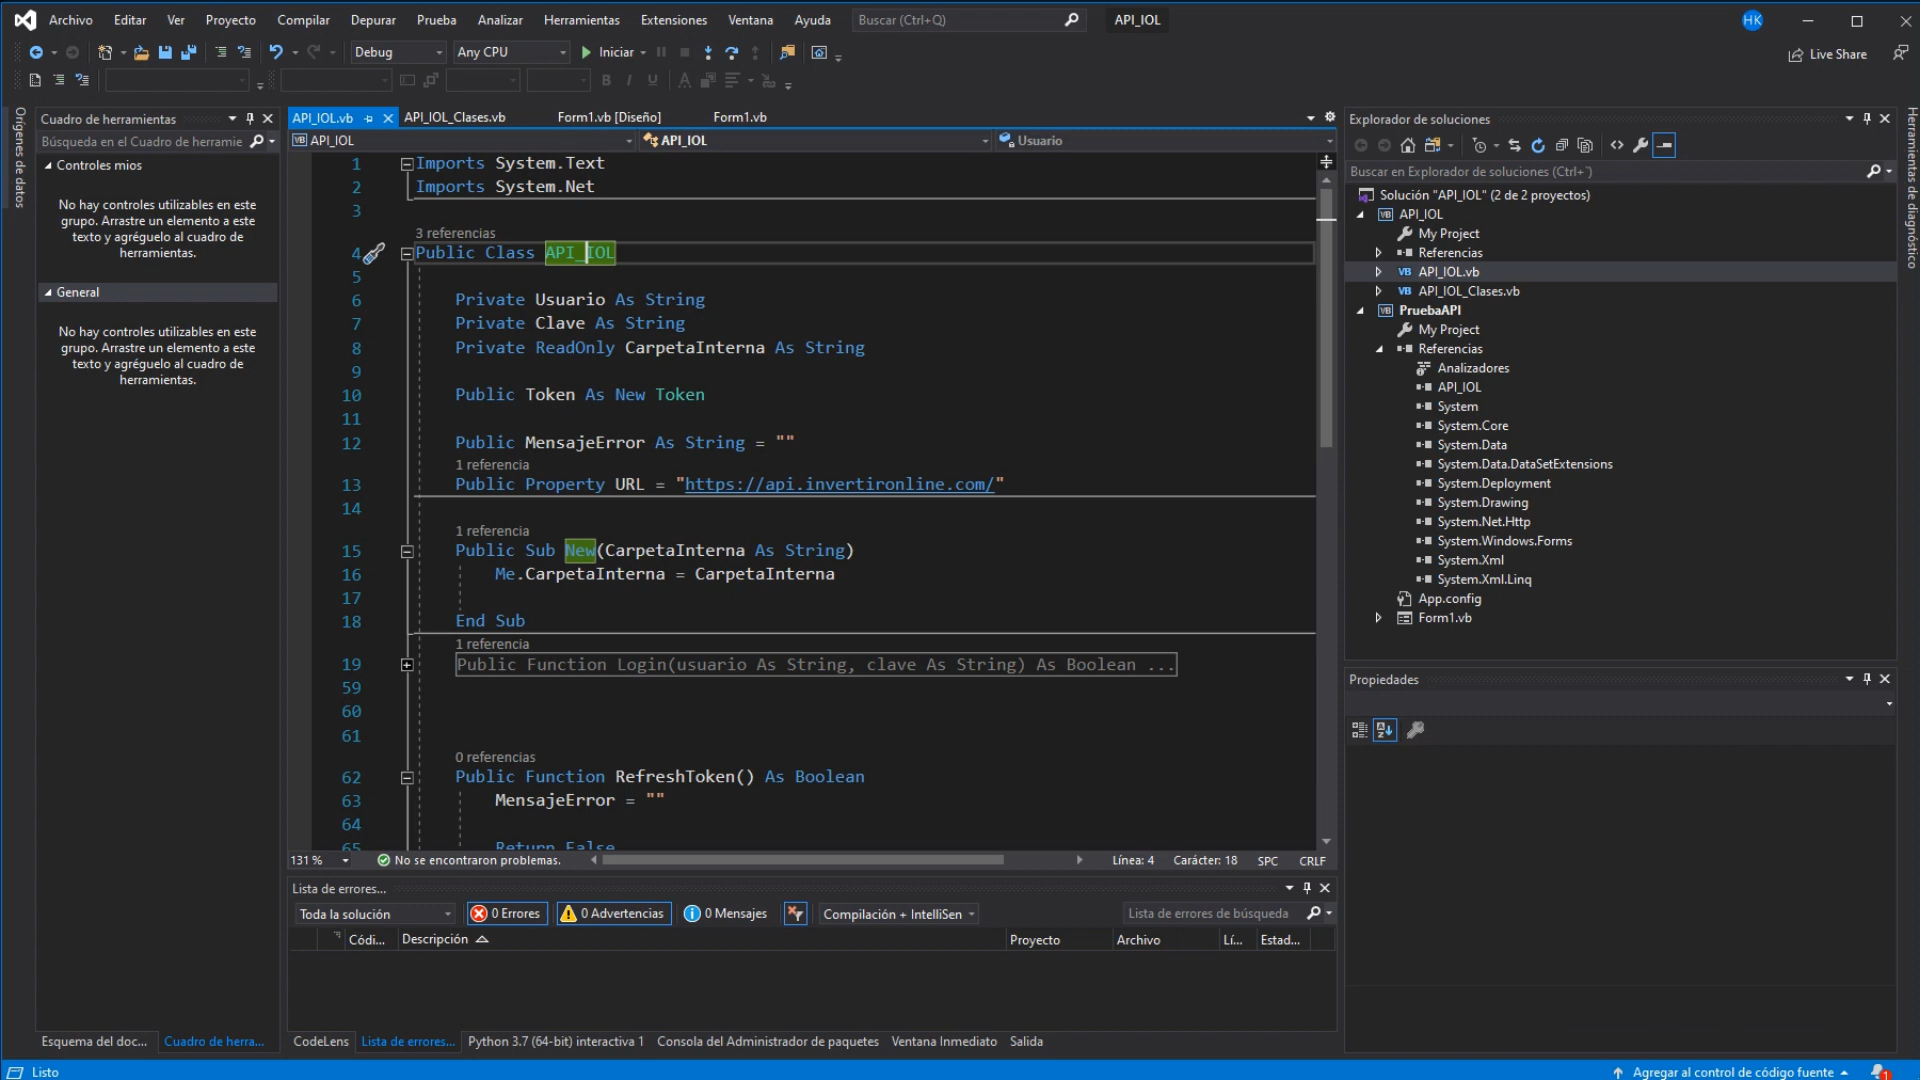 Archivo Editar Ver Proyecto Compilar Depurar Prueba Analizar Herramientas Extensiones Ventana Ayuda Buscar (Ctrl+Q) API_IOL HK
Debug Any CPU Iniciar Live Share
Orígenes de datos
Cuadro de herramientas
Búsqueda en el Cuadro de herramie
Controles mios
No hay controles utilizables en este
grupo. Arrastre un elemento a este
texto y agréguelo al cuadro de
herramientas.
General
No hay controles utilizables en este
grupo. Arrastre un elemento a este
texto y agréguelo al cuadro de
herramientas.
Esquema del doc... Cuadro de herra...
API_IOL.vb API_IOL_Clases.vb Form1.vb [Diseño] Form1.vb
API_IOL API_IOL Usuario
1 Imports System.Text
2 Imports System.Net
3
3 referencias
4 Public Class API_IOL
5
6 Private Usuario As String
7 Private Clave As String
8 Private ReadOnly CarpetaInterna As String
9
10 Public Token As New Token
11
12 Public MensajeError As String = ""
1 referencia
13 Public Property URL = "https://api.invertironline.com/"
14
1 referencia
15 Public Sub New(CarpetaInterna As String)
16 Me.CarpetaInterna = CarpetaInterna
17
18 End Sub
1 referencia
19 Public Function Login(usuario As String, clave As String) As Boolean ...
59
60
61
0 referencias
62 Public Function RefreshToken() As Boolean
63 MensajeError = ""
64
65 Return False
131 % No se encontraron problemas. Línea: 4 Carácter: 18 SPC CRLF
Lista de errores...
Toda la solución 0 Errores 0 Advertencias 0 Mensajes Compilación + IntelliSen Lista de errores de búsqueda
Códi... Descripción Proyecto Archivo Lí... Estad...
CodeLens Lista de errores... Python 3.7 (64-bit) interactiva 1 Consola del Administrador de paquetes Ventana Inmediato Salida
Explorador de soluciones
Buscar en Explorador de soluciones (Ctrl+´)
Solución "API_IOL" (2 de 2 proyectos)
API_IOL
My Project
Referencias
API_IOL.vb
API_IOL_Clases.vb
PruebaAPI
My Project
Referencias
Analizadores
API_IOL
System
System.Core
System.Data
System.Data.DataSetExtensions
System.Deployment
System.Drawing
System.Net.Http
System.Windows.Forms
System.Xml
System.Xml.Linq
App.config
Form1.vb
Propiedades
Herramientas de diagnóstico
Listo Agregar al control de código fuente 1